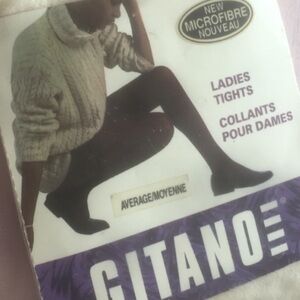 NEW
MICROFIBRE
NOUVEAU
LADIES
TIGHTS
COLLANTS
POUR DAMES
AVERAGE/MOYENNE
GITANO